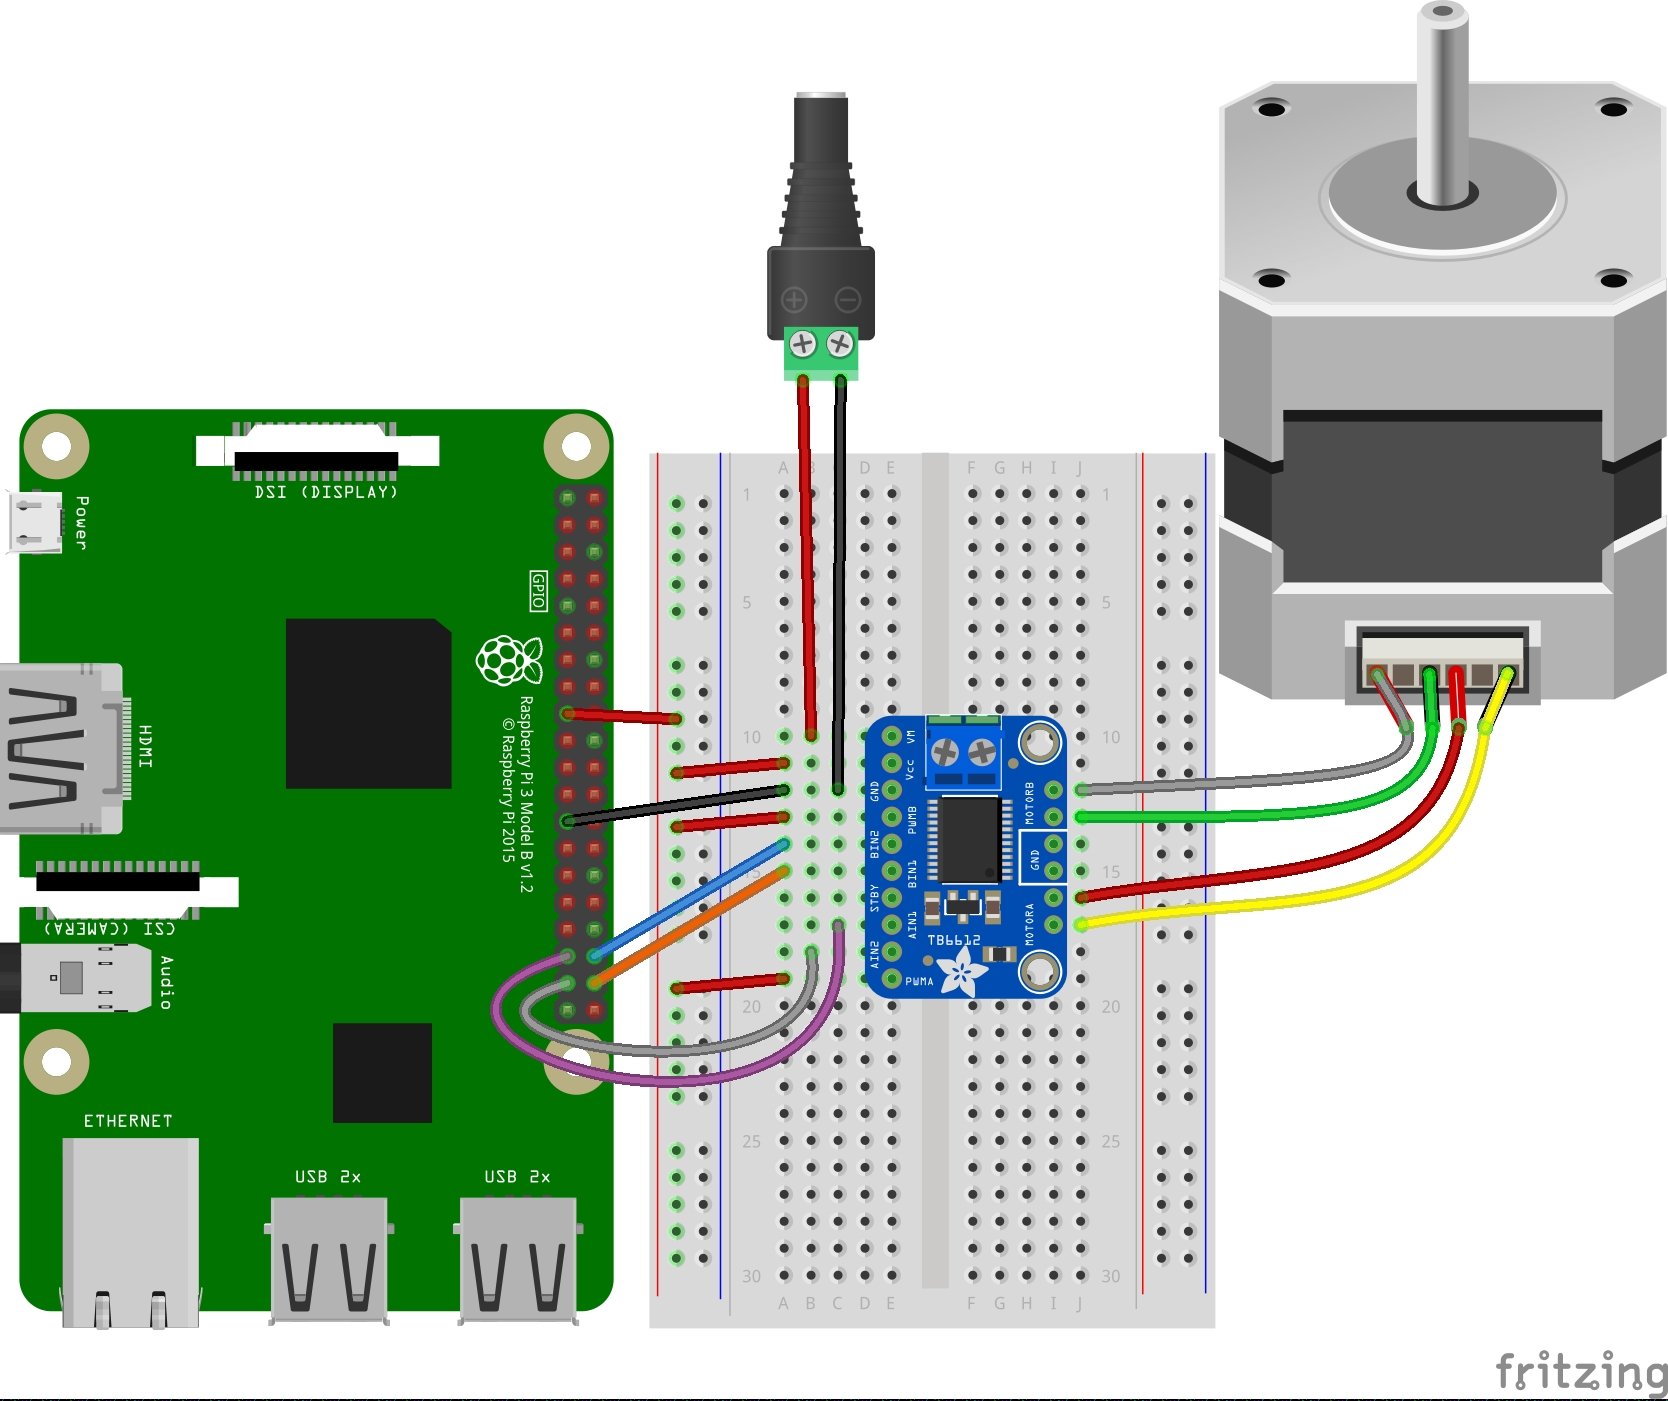 DSI (DISPLAY)
Power
GPIO
Raspberry Pi 3 Model B v1.2
© Raspberry Pi 2015
HDMI
CSI (CAMERA)
Audio
ETHERNET
USB 2x
USB 2x
A B D E F G H I J
1 1
5 5
10
15 15
20 20
25 25
30 30
A B C D E F G H I J
VM
Vcc
GND
PWMB
BIN2
BIN1
STBY
AIN1
AIN2
PWMA
MOTORB
GND
MOTORA
TB6612
fritzing